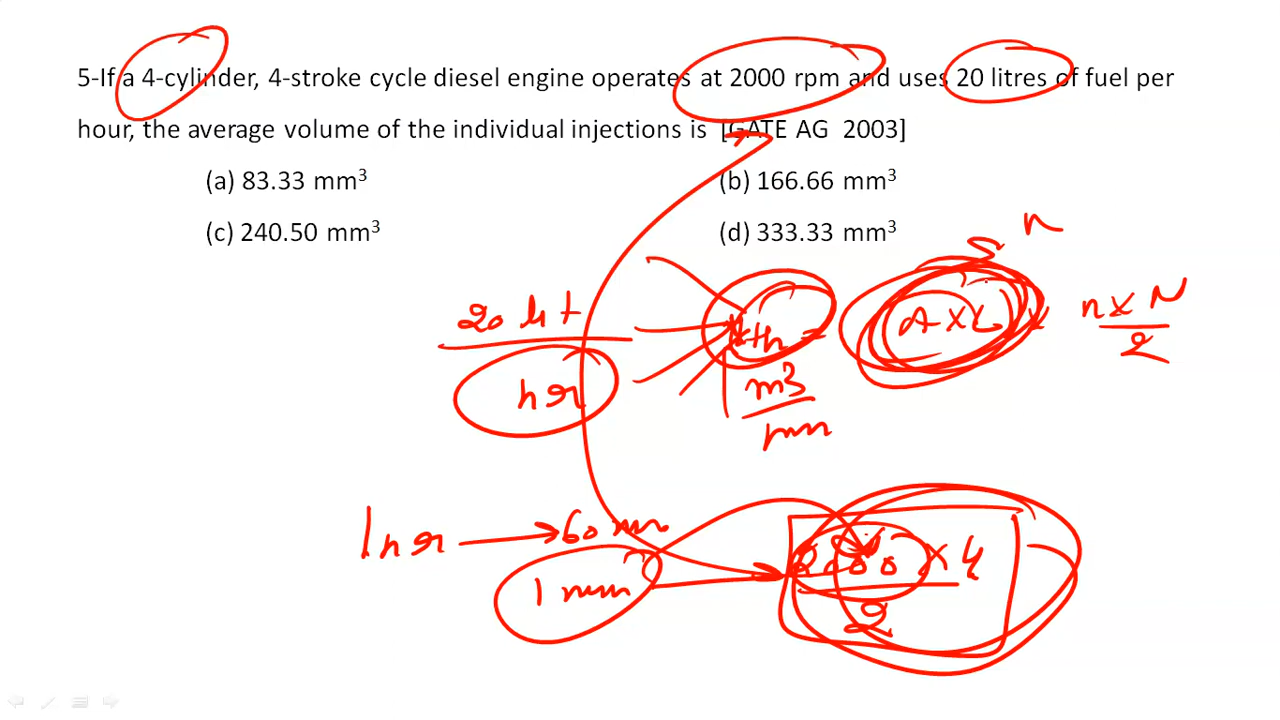 5-If a 4-cylinder, 4-stroke cycle diesel engine operates at 2000 rpm and uses 20 litres of fuel per
hour, the average volume of the individual injections is [GATE AG 2003]
(a) 83.33 mm³ (b) 166.66 mm³
(c) 240.50 mm³ (d) 333.33 mm³
n
20 lit
hr
A×L × n×N
2
m3
min
1hr → 60 min
1 min → 2000 × 4
2